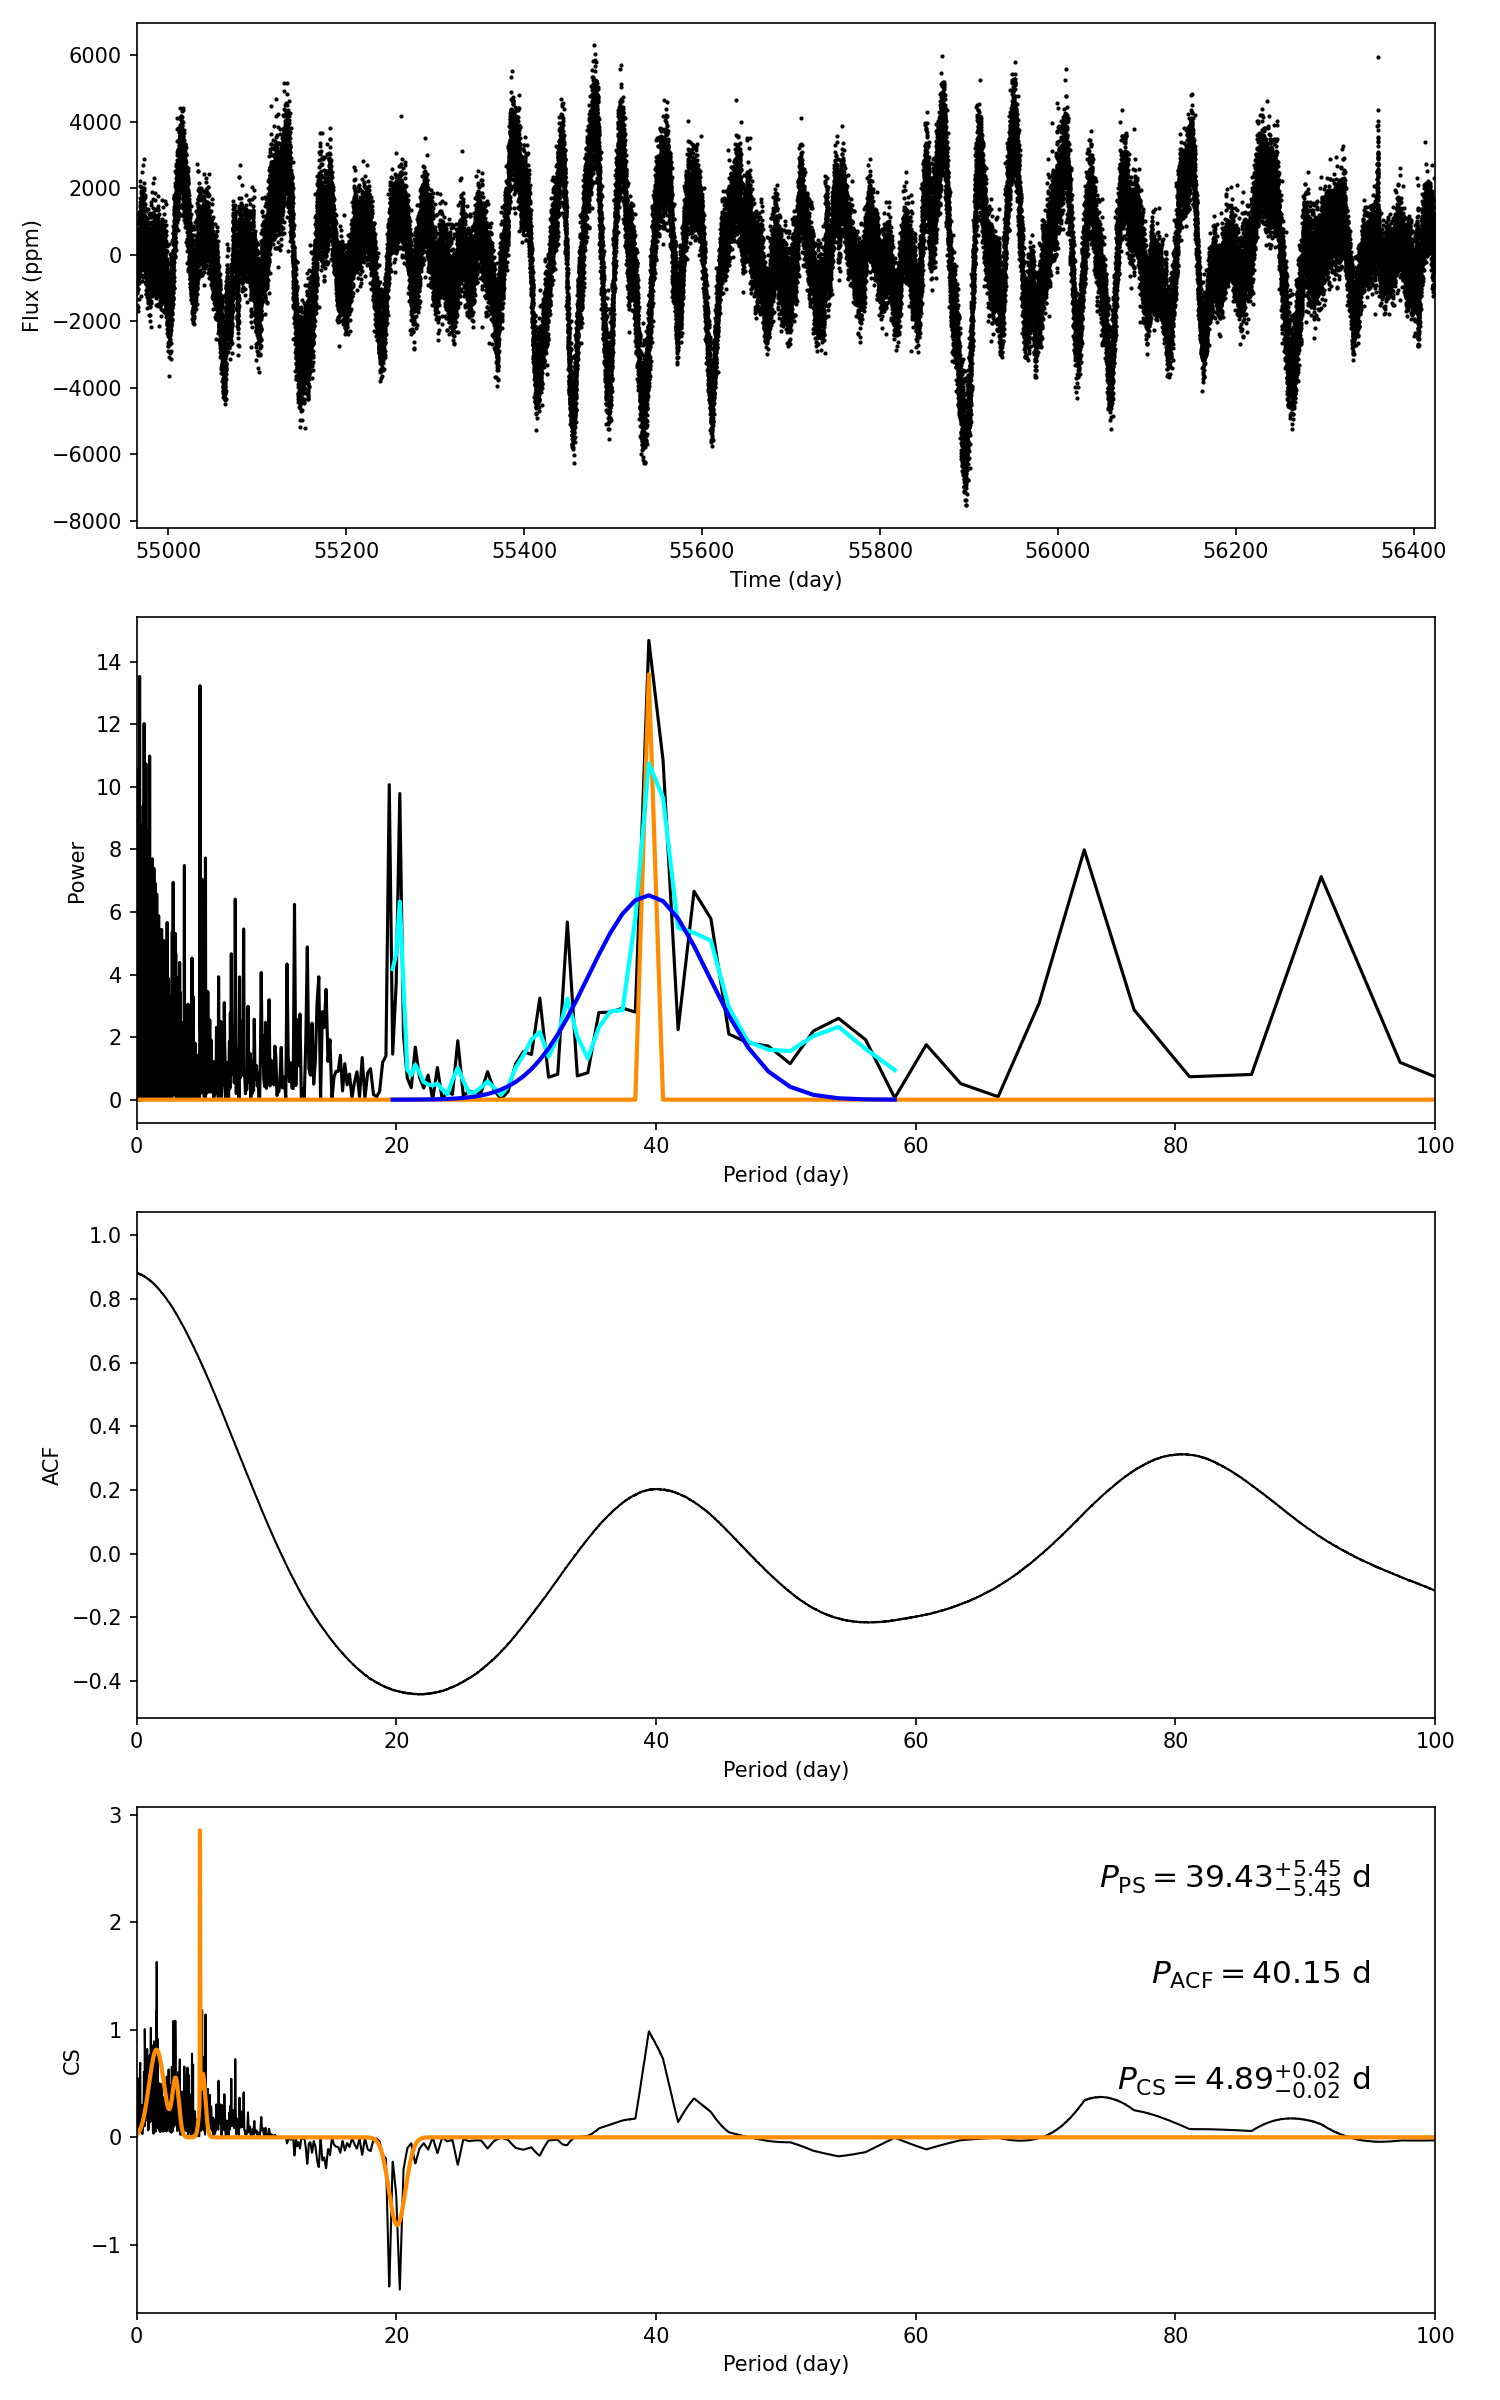 6000
4000
2000
0
−2000
−4000
−6000
−8000
Flux (ppm)
55000 55200 55400 55600 55800 56000 56200 56400
Time (day)
14
12
10
8
6
4
2
0
Power
0 20 40 60 80 100
Period (day)
1.0
0.8
0.6
0.4
0.2
0.0
−0.2
−0.4
ACF
0 20 40 60 80 100
Period (day)
3
2
1
0
−1
CS
P_PS = 39.43^{+5.45}_{−5.45} d
P_ACF = 40.15 d
P_CS = 4.89^{+0.02}_{−0.02} d
0 20 40 60 80 100
Period (day)